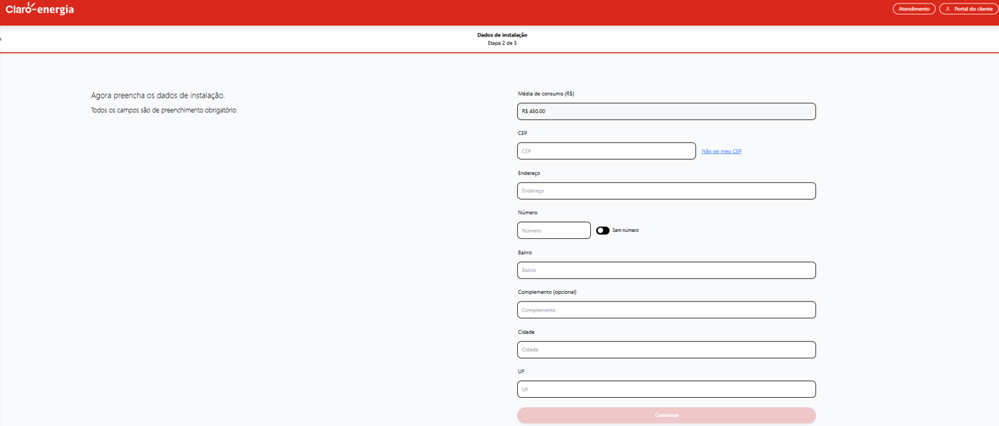 Claro-energia
Atendimento
Portal do cliente
Dados de instalação
Etapa 2 de 5
Agora preencha os dados de instalação.
Todos os campos são de preenchimento obrigatório.
Média de consumo (R$)
R$ 450,00
CEP
CEP
Não sei meu CEP
Endereço
Endereço
Número
Número
Sem número
Bairro
Bairro
Complemento (opcional)
Complemento
Cidade
Cidade
UF
UF
Continuar